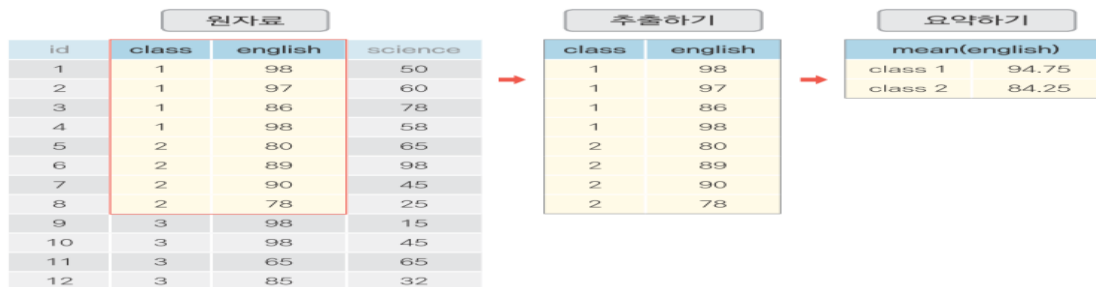 원자료 추출하기 요약하기
id class english science class english mean(english)
1 1 98 50 1 98 class 1 94.75
2 1 97 60 1 97 class 2 84.25
3 1 86 78 1 86
4 1 98 58 1 98
5 2 80 65 2 80
6 2 89 98 2 89
7 2 90 45 2 90
8 2 78 25 2 78
9 3 98 15
10 3 98 45
11 3 65 65
12 3 85 32